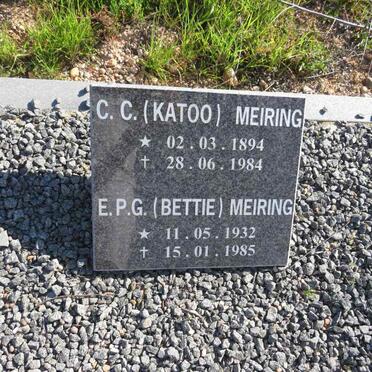 C. C. (KATOO) MEIRING
★ 02 . 03 . 1894
† 28 . 06 . 1984
E. P. G. (BETTIE) MEIRING
★ 11 . 05 . 1932
† 15 . 01 . 1985